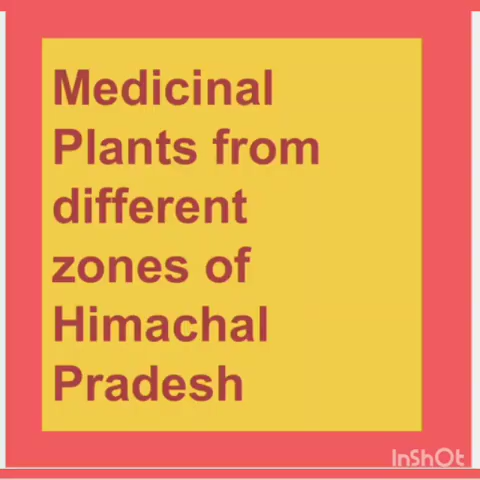 Medicinal
Plants from
different
zones of
Himachal
Pradesh
InShOt